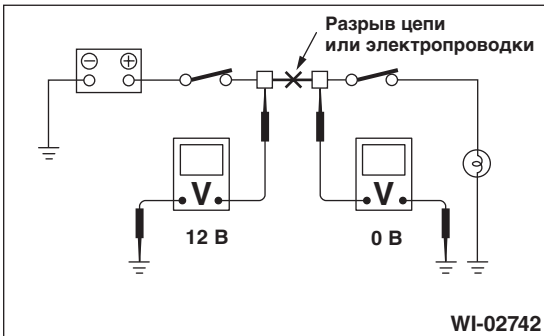 Разрыв цепи
или электропроводки
⊖ ⊕
V V
12 В 0 В
WI-02742